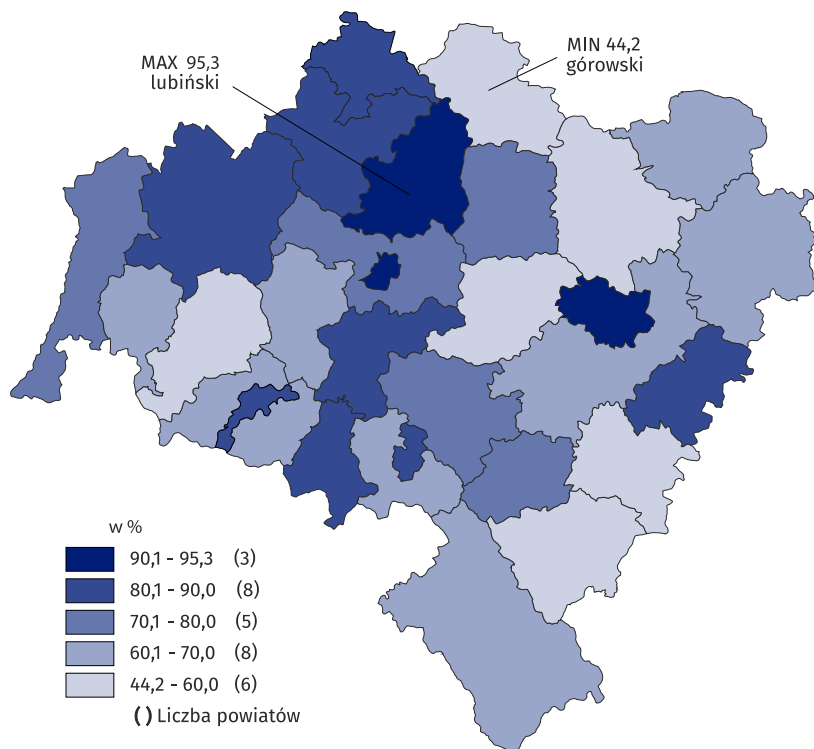 MAX 95,3
lubiński
MIN 44,2
górowski
w %
90,1 - 95,3 (3)
80,1 - 90,0 (8)
70,1 - 80,0 (5)
60,1 - 70,0 (8)
44,2 - 60,0 (6)
( ) Liczba powiatów